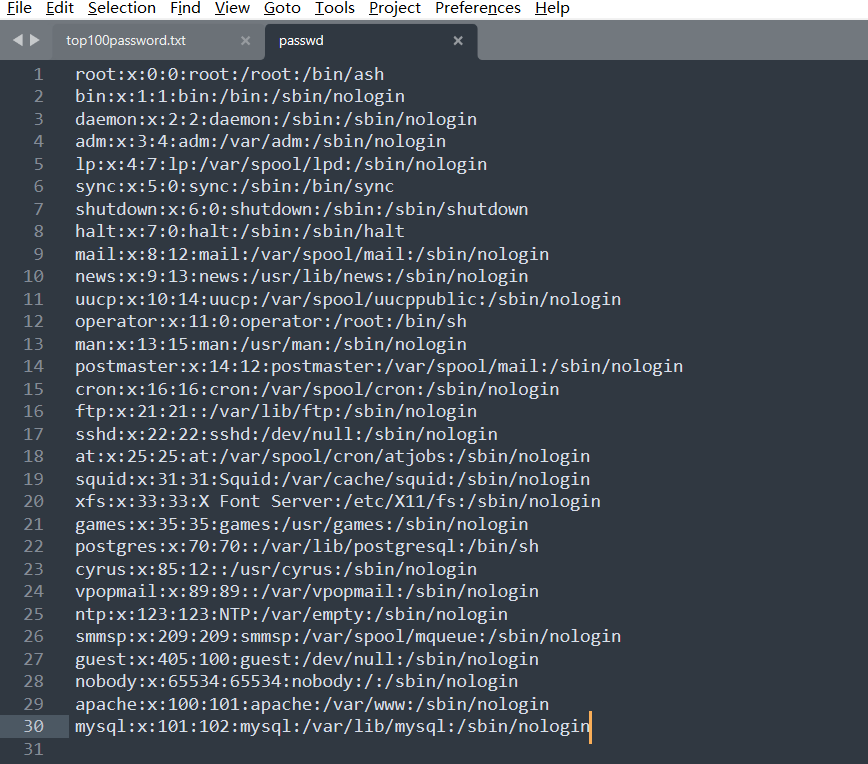 File Edit Selection Find View Goto Tools Project Preferences Help
top100password.txt × passwd ×
1 root:x:0:0:root:/root:/bin/ash
2 bin:x:1:1:bin:/bin:/sbin/nologin
3 daemon:x:2:2:daemon:/sbin:/sbin/nologin
4 adm:x:3:4:adm:/var/adm:/sbin/nologin
5 lp:x:4:7:lp:/var/spool/lpd:/sbin/nologin
6 sync:x:5:0:sync:/sbin:/bin/sync
7 shutdown:x:6:0:shutdown:/sbin:/sbin/shutdown
8 halt:x:7:0:halt:/sbin:/sbin/halt
9 mail:x:8:12:mail:/var/spool/mail:/sbin/nologin
10 news:x:9:13:news:/usr/lib/news:/sbin/nologin
11 uucp:x:10:14:uucp:/var/spool/uucppublic:/sbin/nologin
12 operator:x:11:0:operator:/root:/bin/sh
13 man:x:13:15:man:/usr/man:/sbin/nologin
14 postmaster:x:14:12:postmaster:/var/spool/mail:/sbin/nologin
15 cron:x:16:16:cron:/var/spool/cron:/sbin/nologin
16 ftp:x:21:21::/var/lib/ftp:/sbin/nologin
17 sshd:x:22:22:sshd:/dev/null:/sbin/nologin
18 at:x:25:25:at:/var/spool/cron/atjobs:/sbin/nologin
19 squid:x:31:31:Squid:/var/cache/squid:/sbin/nologin
20 xfs:x:33:33:X Font Server:/etc/X11/fs:/sbin/nologin
21 games:x:35:35:games:/usr/games:/sbin/nologin
22 postgres:x:70:70::/var/lib/postgresql:/bin/sh
23 cyrus:x:85:12::/usr/cyrus:/sbin/nologin
24 vpopmail:x:89:89::/var/vpopmail:/sbin/nologin
25 ntp:x:123:123:NTP:/var/empty:/sbin/nologin
26 smmsp:x:209:209:smmsp:/var/spool/mqueue:/sbin/nologin
27 guest:x:405:100:guest:/dev/null:/sbin/nologin
28 nobody:x:65534:65534:nobody:/:/sbin/nologin
29 apache:x:100:101:apache:/var/www:/sbin/nologin
30 mysql:x:101:102:mysql:/var/lib/mysql:/sbin/nologin
31